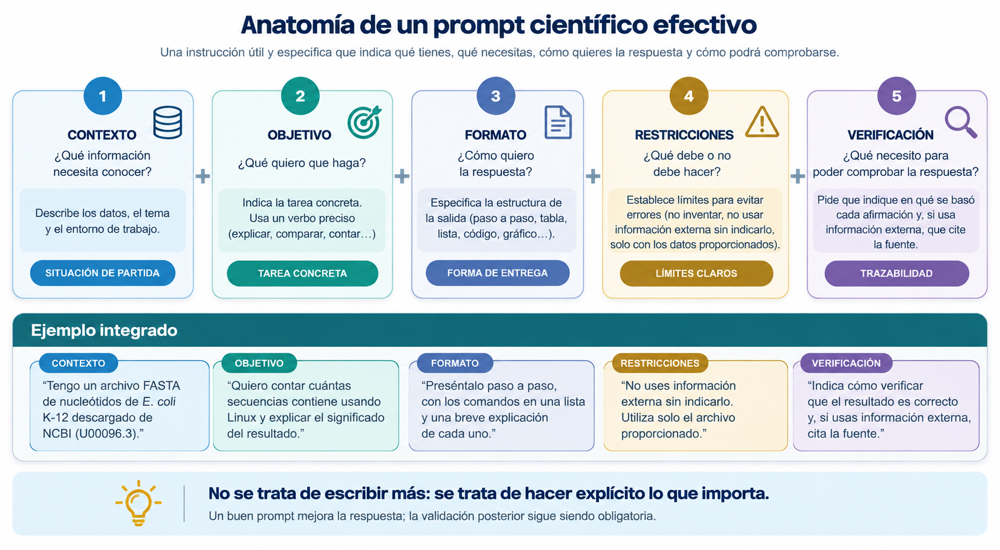 Anatomía de un prompt científico efectivo
Una instrucción útil y específica que indica qué tienes, qué necesitas, cómo quieres la respuesta y cómo podrá comprobarse.
1
CONTEXTO
¿Qué información
necesita conocer?
Describe los datos, el tema
y el entorno de trabajo.
SITUACIÓN DE PARTIDA
+
2
OBJETIVO
¿Qué quiero que haga?
Indica la tarea concreta.
Usa un verbo preciso
(explicar, comparar, contar…)
TAREA CONCRETA
+
3
FORMATO
¿Cómo quiero
la respuesta?
Especifica la estructura de
la salida (paso a paso, tabla,
lista, código, gráfico…).
FORMA DE ENTREGA
+
4
RESTRICCIONES
¿Qué debe o no
debe hacer?
Establece límites para evitar
errores (no inventar, no usar
información externa sin indicarlo,
solo con los datos proporcionados).
LÍMITES CLAROS
+
5
VERIFICACIÓN
¿Qué necesito para
poder comprobar la respuesta?
Pide que indique en qué se basó
cada afirmación y, si usa
información externa, que cite
la fuente.
TRAZABILIDAD
Ejemplo integrado
CONTEXTO
“Tengo un archivo FASTA
de nucleótidos de E. coli
K-12 descargado de
NCBI (U00096.3).”
OBJETIVO
“Quiero contar cuántas
secuencias contiene usando
Linux y explicar el significado
del resultado.”
FORMATO
“Preséntalo paso a paso,
con los comandos en una lista
y una breve explicación
de cada uno.”
RESTRICCIONES
“No uses información
externa sin indicarlo.
Utiliza solo el archivo
proporcionado.”
VERIFICACIÓN
“Indica cómo verificar
que el resultado es correcto
y, si usas información externa,
cita la fuente.”
No se trata de escribir más: se trata de hacer explícito lo que importa.
Un buen prompt mejora la respuesta; la validación posterior sigue siendo obligatoria.